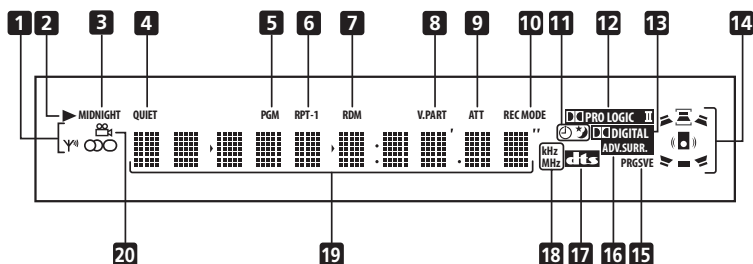 1 2 3 4 5 6 7 8 9 10 11 12 13 14
MIDNIGHT QUIET PGM RPT-1 RDM V.PART ATT REC MODE
PRO LOGIC II
DIGITAL
ADV.SURR.
kHz
MHz
dts
PRGSVE
20 19 18 17 16 15